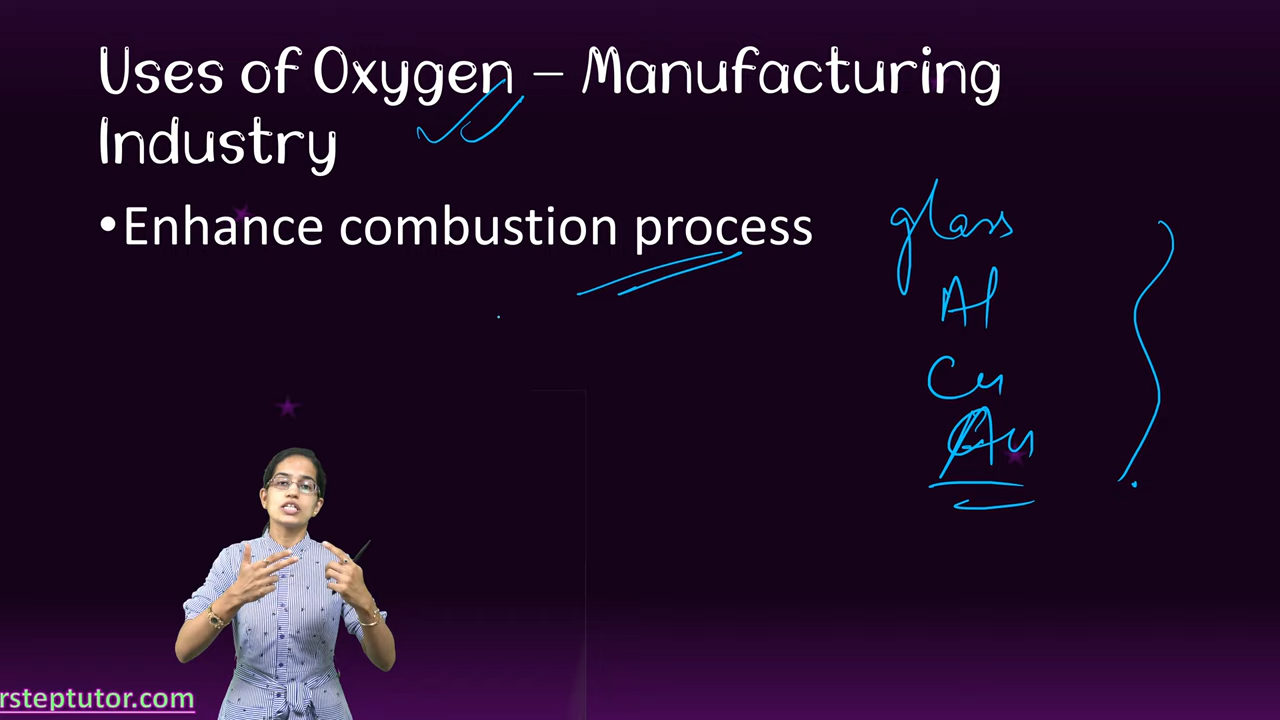 Uses of Oxygen – Manufacturing
Industry
•Enhance combustion process
glass
Al
Cu
Au
rsteptutor.com